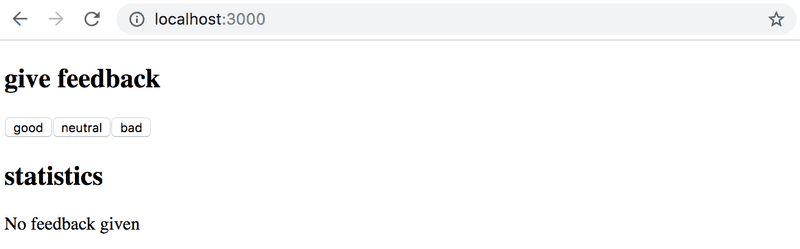 localhost:3000
give feedback
good neutral bad
statistics
No feedback given